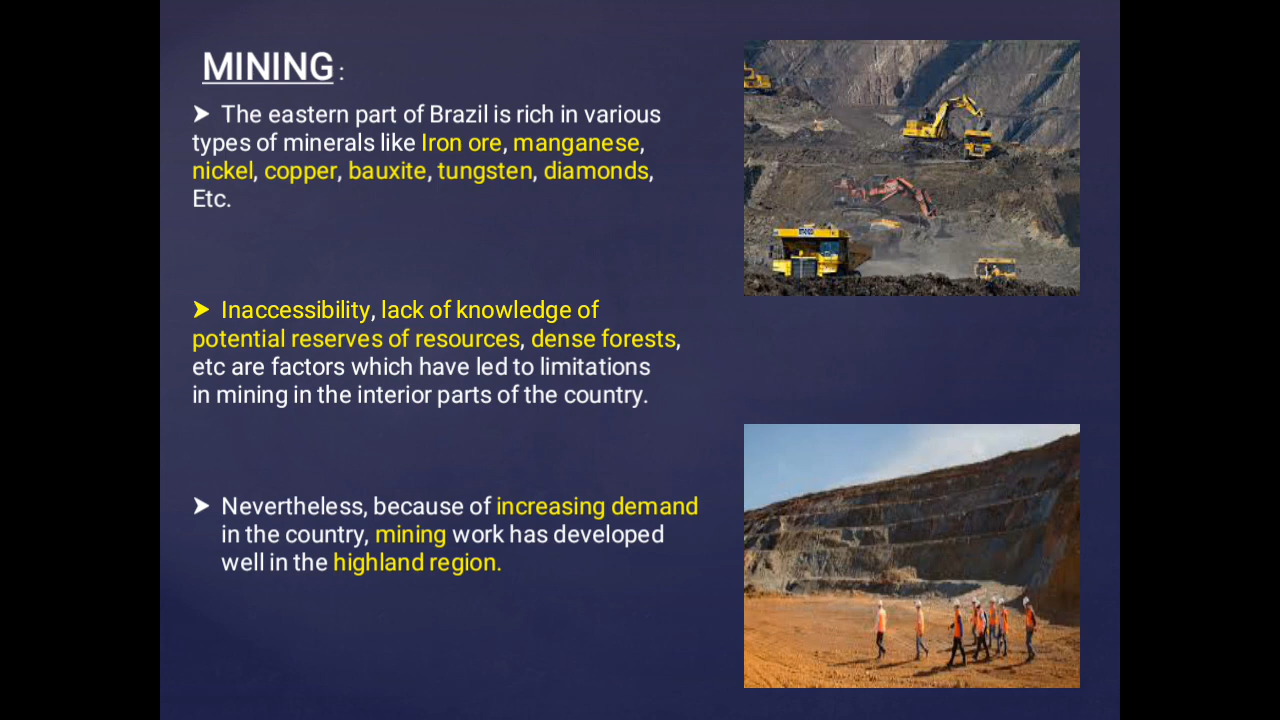 MINING :
➤ The eastern part of Brazil is rich in various
types of minerals like Iron ore, manganese,
nickel, copper, bauxite, tungsten, diamonds,
Etc.
➤ Inaccessibility, lack of knowledge of
potential reserves of resources, dense forests,
etc are factors which have led to limitations
in mining in the interior parts of the country.
➤ Nevertheless, because of increasing demand
in the country, mining work has developed
well in the highland region.